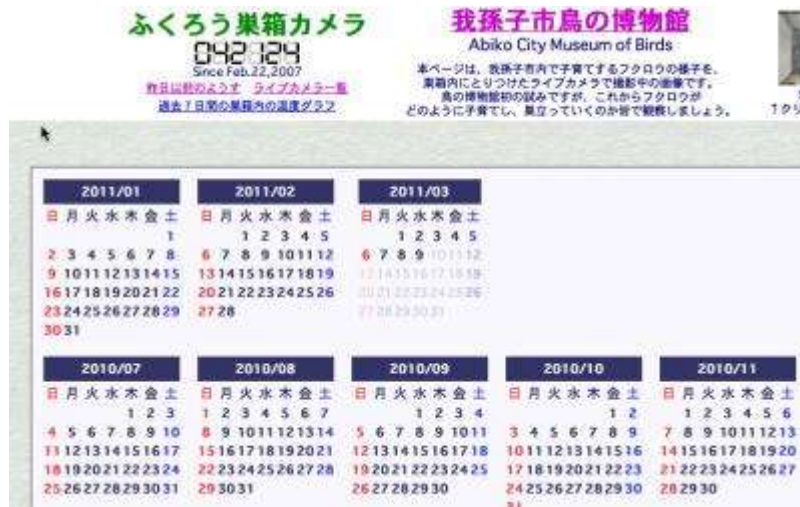 ふくろう巣箱カメラ
042124
Since Feb.22,2007
昨日以前のようす ライブカメラ一覧
過去７日間の巣箱内の温度グラフ
我孫子市鳥の博物館
Abiko City Museum of Birds
本ページは、我孫子市内で子育てするフクロウの様子を、
巣箱内にとりつけたライブカメラで撮影中の画像です。
鳥の博物館初の試みですが、これからフクロウが
どのように子育てし、巣立っていくのか皆で観察しましょう。
2011/01
日 月 火 水 木 金 土
1
2 3 4 5 6 7 8
9 10 11 12 13 14 15
16 17 18 19 20 21 22
23 24 25 26 27 28 29
30 31
2011/02
日 月 火 水 木 金 土
1 2 3 4 5
6 7 8 9 10 11 12
13 14 15 16 17 18 19
20 21 22 23 24 25 26
27 28
2011/03
日 月 火 水 木 金 土
1 2 3 4 5
6 7 8 9 10 11 12
13 14 15 16 17 18 19
20 21 22 23 24 25 26
27 28 29 30 31
2010/07
日 月 火 水 木 金 土
1 2 3
4 5 6 7 8 9 10
11 12 13 14 15 16 17
18 19 20 21 22 23 24
25 26 27 28 29 30 31
2010/08
日 月 火 水 木 金 土
1 2 3 4 5 6 7
8 9 10 11 12 13 14
15 16 17 18 19 20 21
22 23 24 25 26 27 28
29 30 31
2010/09
日 月 火 水 木 金 土
1 2 3 4
5 6 7 8 9 10 11
12 13 14 15 16 17 18
19 20 21 22 23 24 25
26 27 28 29 30
2010/10
日 月 火 水 木 金 土
1 2
3 4 5 6 7 8 9
10 11 12 13 14 15 16
17 18 19 20 21 22 23
24 25 26 27 28 29 30
2010/11
日 月 火 水 木 金 土
1 2 3 4 5 6
7 8 9 10 11 12 13
14 15 16 17 18 19 20
21 22 23 24 25 26 27
28 29 30